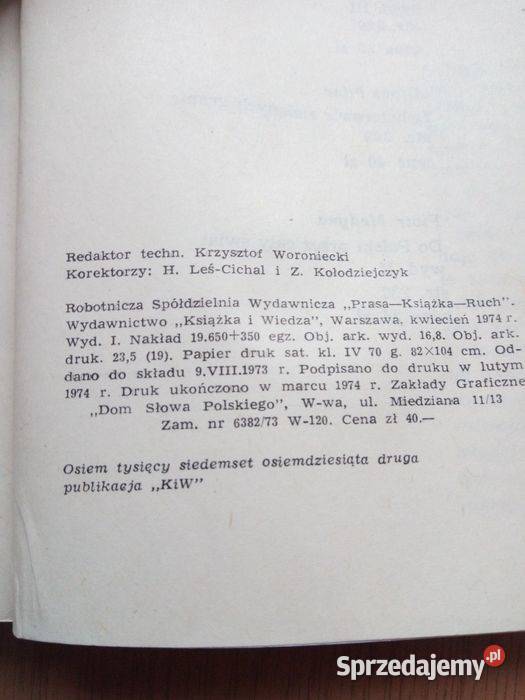 Redaktor techn. Krzysztof Woroniecki
Korektorzy: H. Leś-Cichal i Z. Kołodziejczyk
Robotnicza Spółdzielnia Wydawnicza „Prasa—Książka—Ruch".
Wydawnictwo „Książka i Wiedza", Warszawa, kwiecień 1974 r.
Wyd. I. Nakład 19.650+350 egz. Obj. ark. wyd. 16,8. Obj. ark.
druk. 23,5 (19). Papier druk sat. kl. IV 70 g. 82×104 cm. Od-
dano do składu 9.VIII.1973 r. Podpisano do druku w lutym
1974 r. Druk ukończono w marcu 1974 r. Zakłady Graficzne
„Dom Słowa Polskiego", W-wa, ul. Miedziana 11/13
Zam. nr 6382/73 W-120. Cena zł 40.—
Osiem tysięcy siedemset osiemdziesiąta druga
publikacja „KiW"
Sprzedajemy.pl